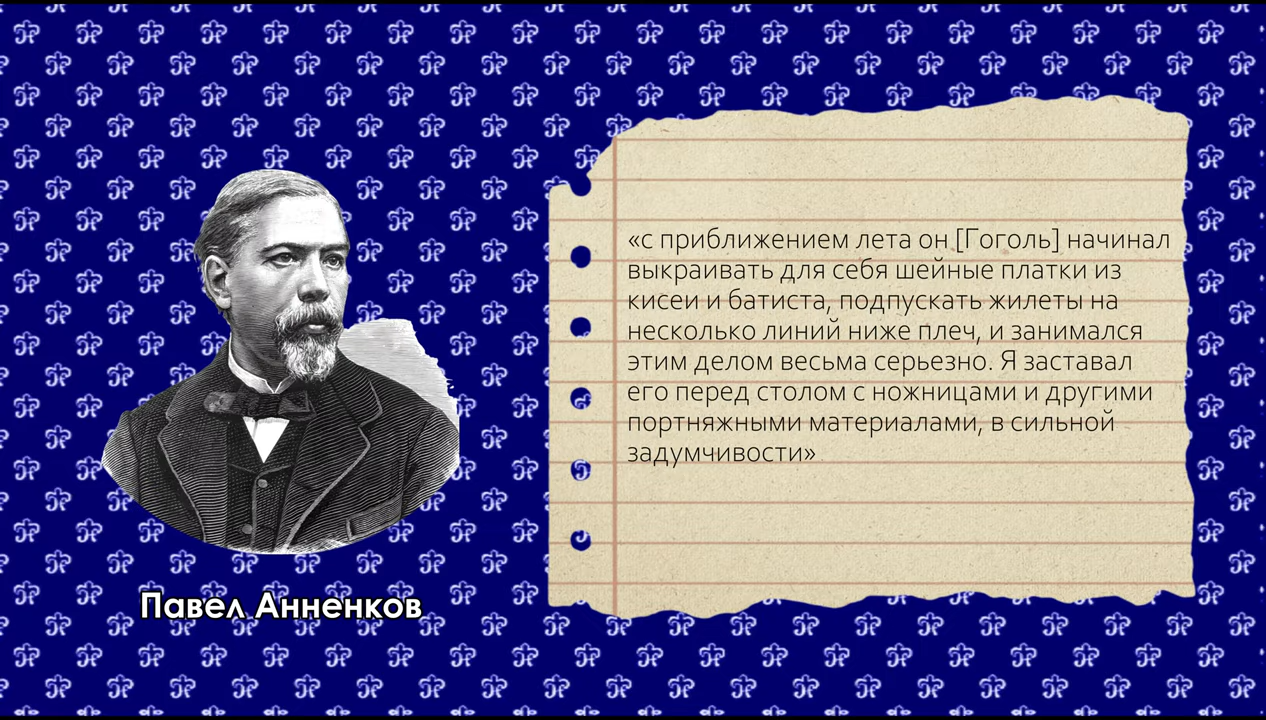 «с приближением лета он [Гоголь] начинал
выкраивать для себя шейные платки из
кисеи и батиста, подпускать жилеты на
несколько линий ниже плеч, и занимался
этим делом весьма серьезно. Я заставал
его перед столом с ножницами и другими
портняжными материалами, в сильной
задумчивости»
Павел Анненков